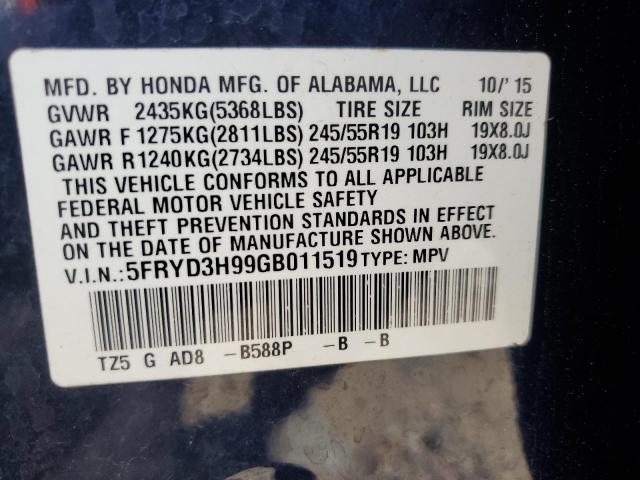 MFD. BY HONDA MFG. OF ALABAMA, LLC 10/'15
GVWR 2435KG(5368LBS) TIRE SIZE RIM SIZE
GAWR F 1275KG(2811LBS) 245/55R19 103H 19X8.0J
GAWR R 1240KG(2734LBS) 245/55R19 103H 19X8.0J
THIS VEHICLE CONFORMS TO ALL APPLICABLE
FEDERAL MOTOR VEHICLE SAFETY
AND THEFT PREVENTION STANDARDS IN EFFECT
ON THE DATE OF MANUFACTURE SHOWN ABOVE.
V.I.N.:5FRYD3H99GB011519 TYPE: MPV
TZ5 G AD8 -B588P -B -B